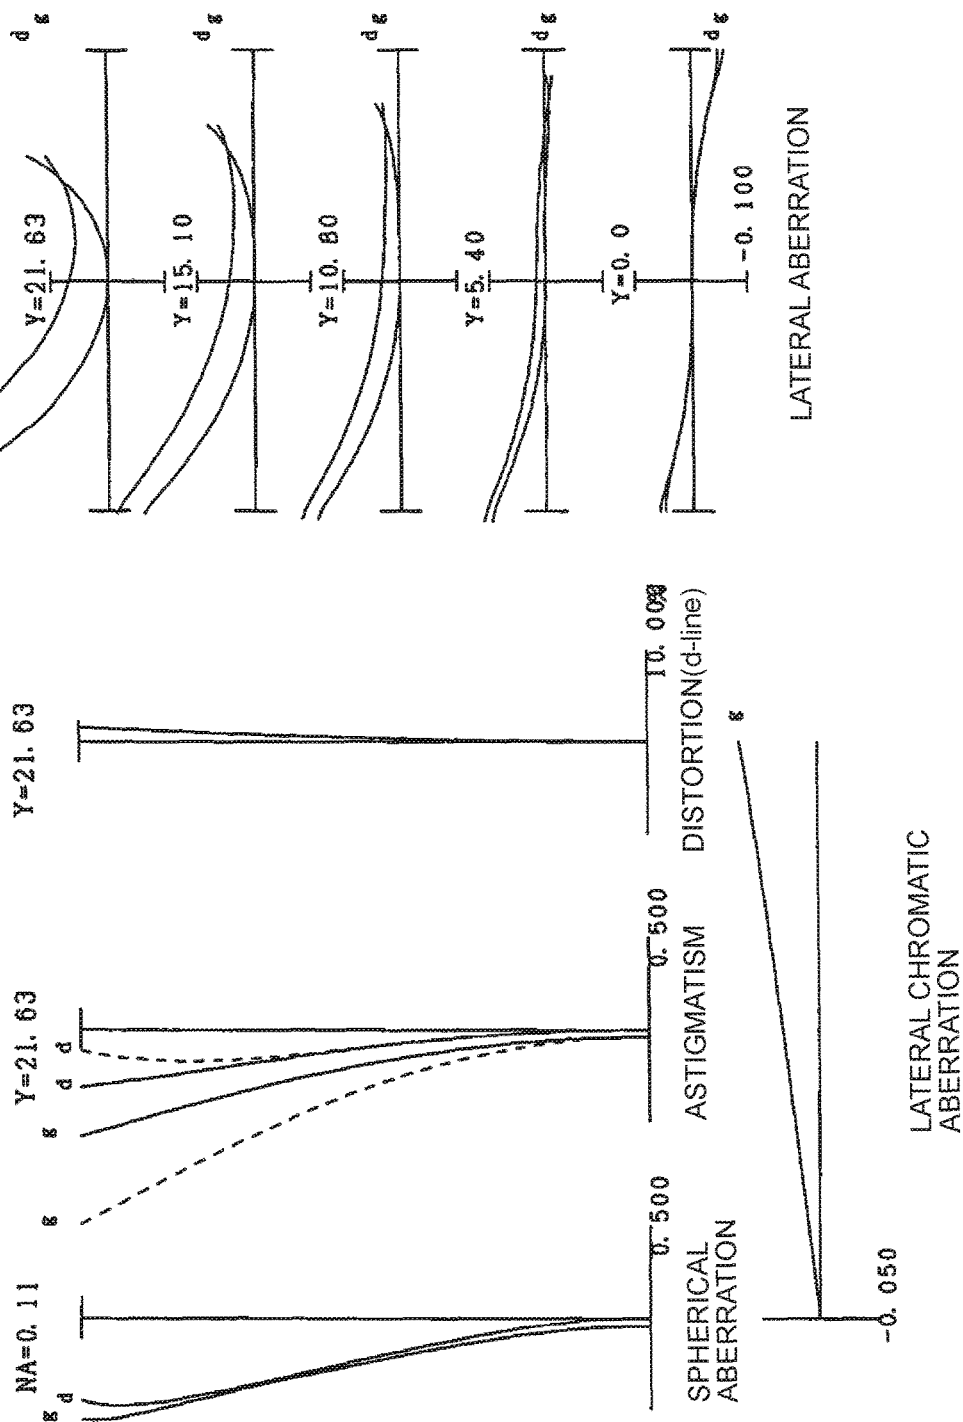 NA=0. 11
g
d
0. 500
SPHERICAL
ABERRATION
Y=21. 63
g
g
d
d
0. 500
ASTIGMATISM
Y=21. 63
10. 00%
DISTORTION(d-line)
g
-0. 050
LATERAL CHROMATIC
ABERRATION
Y=21. 63
d
g
Y=15. 10
d
g
Y=10. 80
d
g
Y=5. 40
d
g
Y=0. 0
d
g
-0. 100
LATERAL ABERRATION